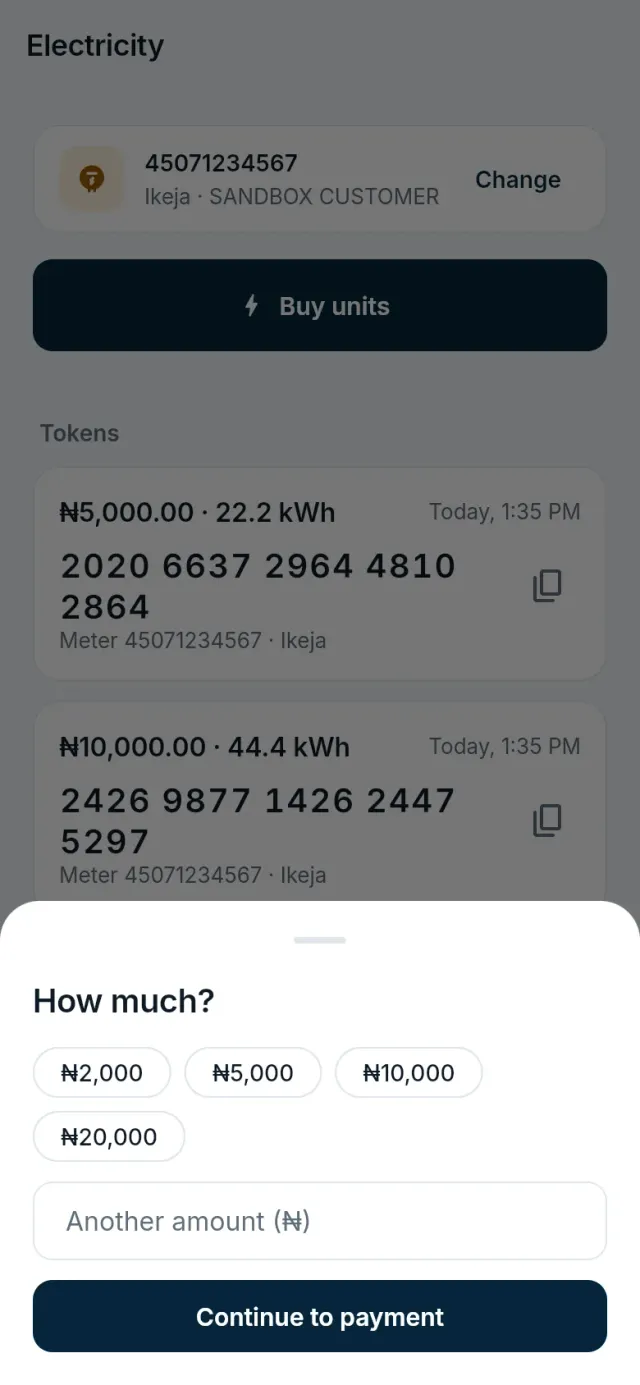 Electricity
45071234567
Ikeja · SANDBOX CUSTOMER
Change
Buy units
Tokens
₦5,000.00 · 22.2 kWh
Today, 1:35 PM
2020 6637 2964 4810
2864
Meter 45071234567 · Ikeja
₦10,000.00 · 44.4 kWh
Today, 1:35 PM
2426 9877 1426 2447
5297
Meter 45071234567 · Ikeja
How much?
₦2,000
₦5,000
₦10,000
₦20,000
Another amount (₦)
Continue to payment